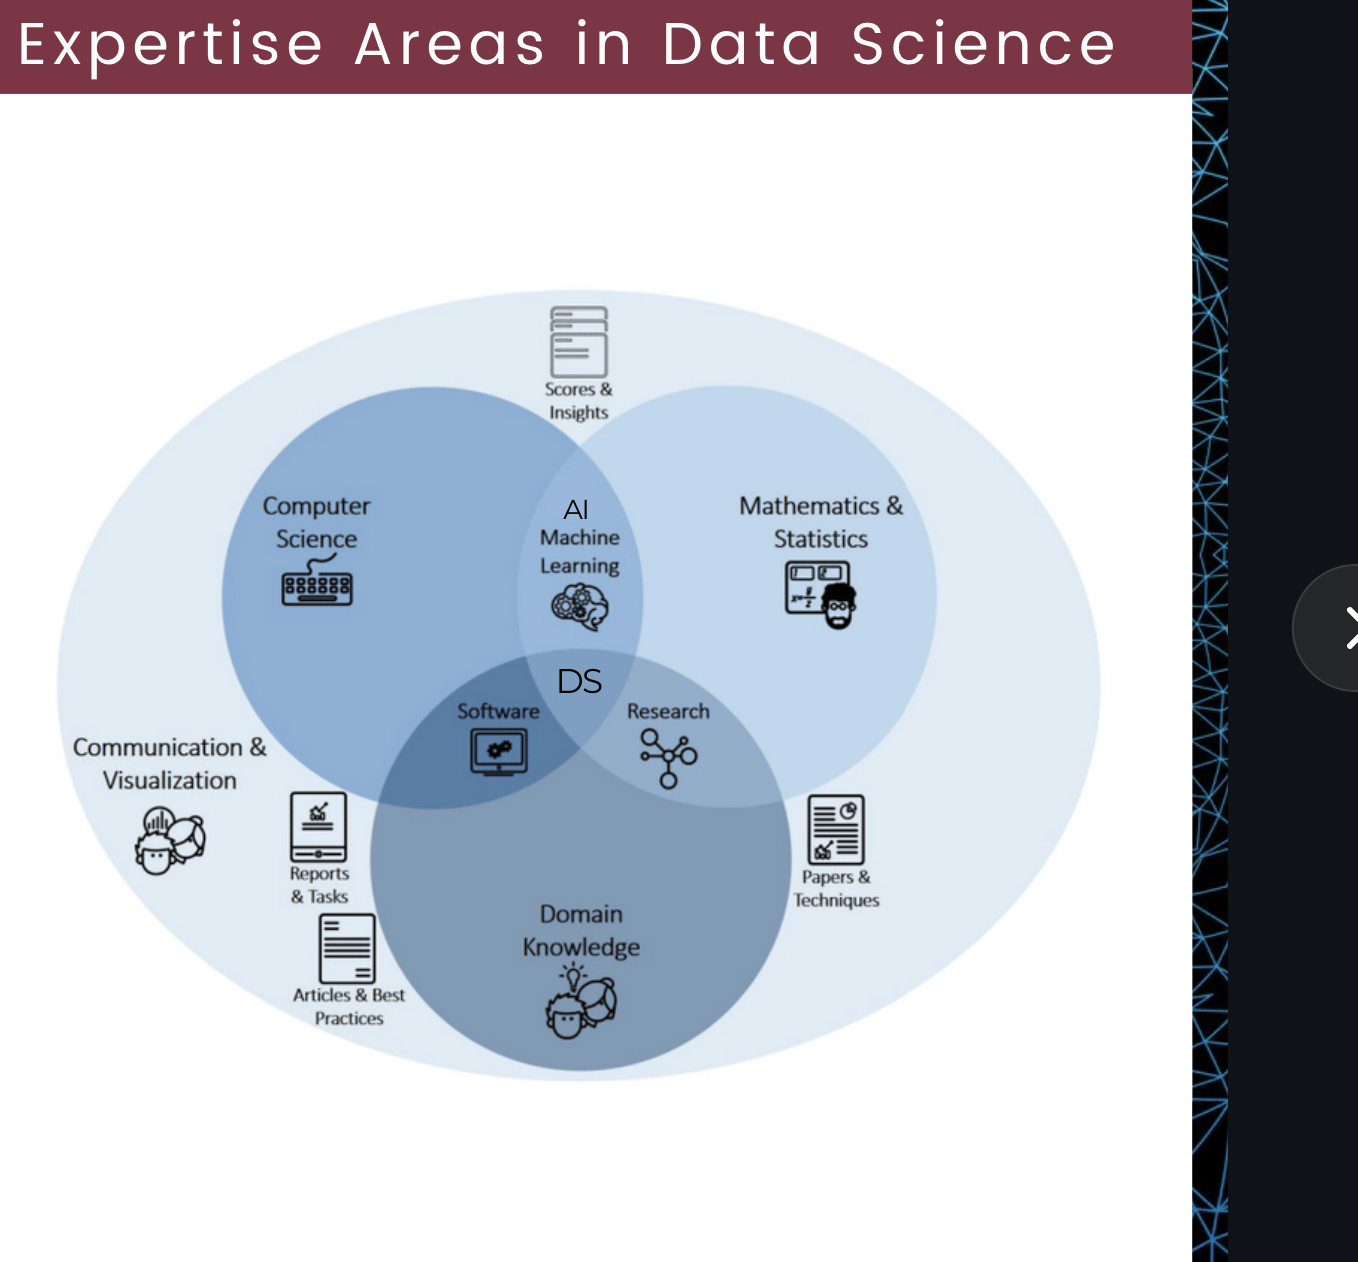 Expertise Areas in Data Science
Scores &
Insights
Computer
Science
AI
Machine
Learning
Mathematics &
Statistics
DS
Software
Research
Communication &
Visualization
Reports
& Tasks
Papers &
Techniques
Articles & Best
Practices
Domain
Knowledge